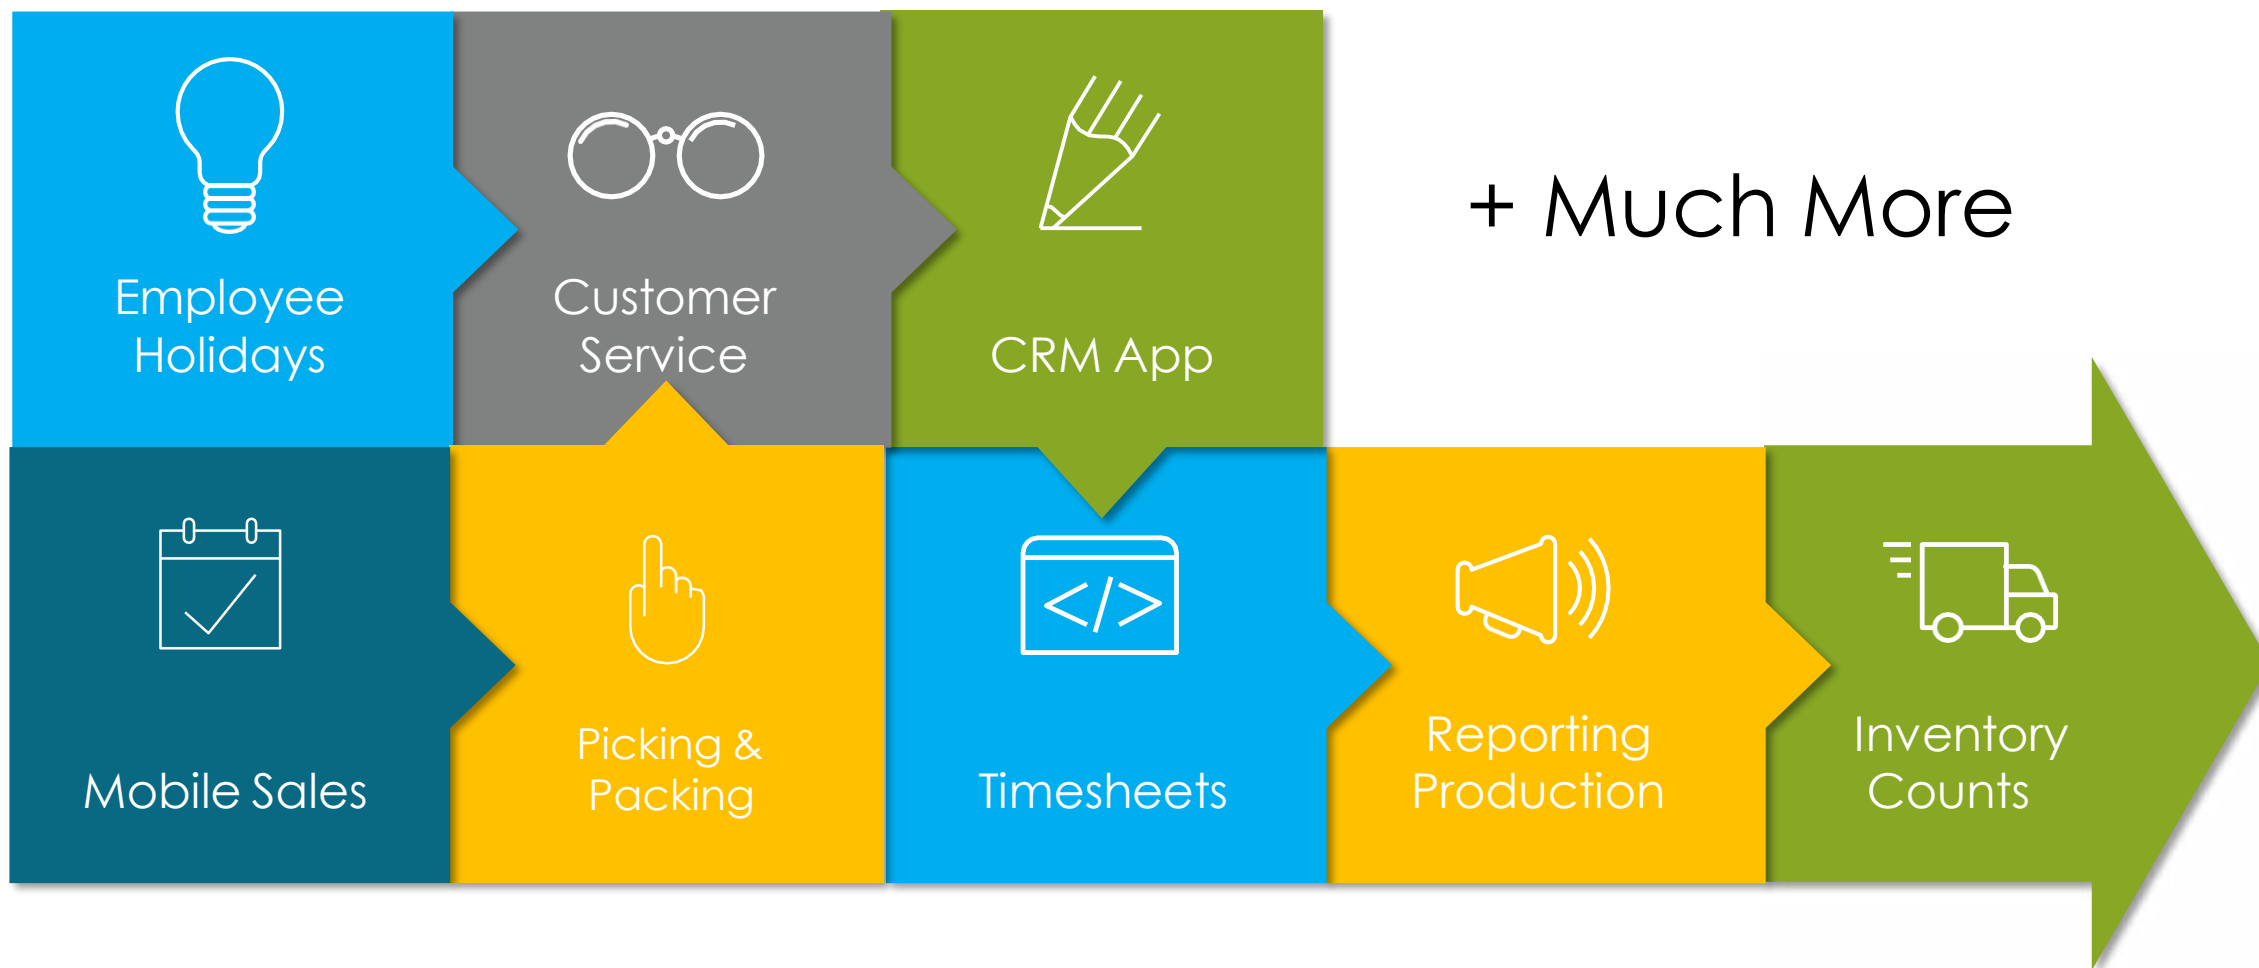 Employee
Holidays
Customer
Service
CRM App
+ Much More
Mobile Sales
Picking &
Packing
</>
Timesheets
Reporting
Production
Inventory
Counts